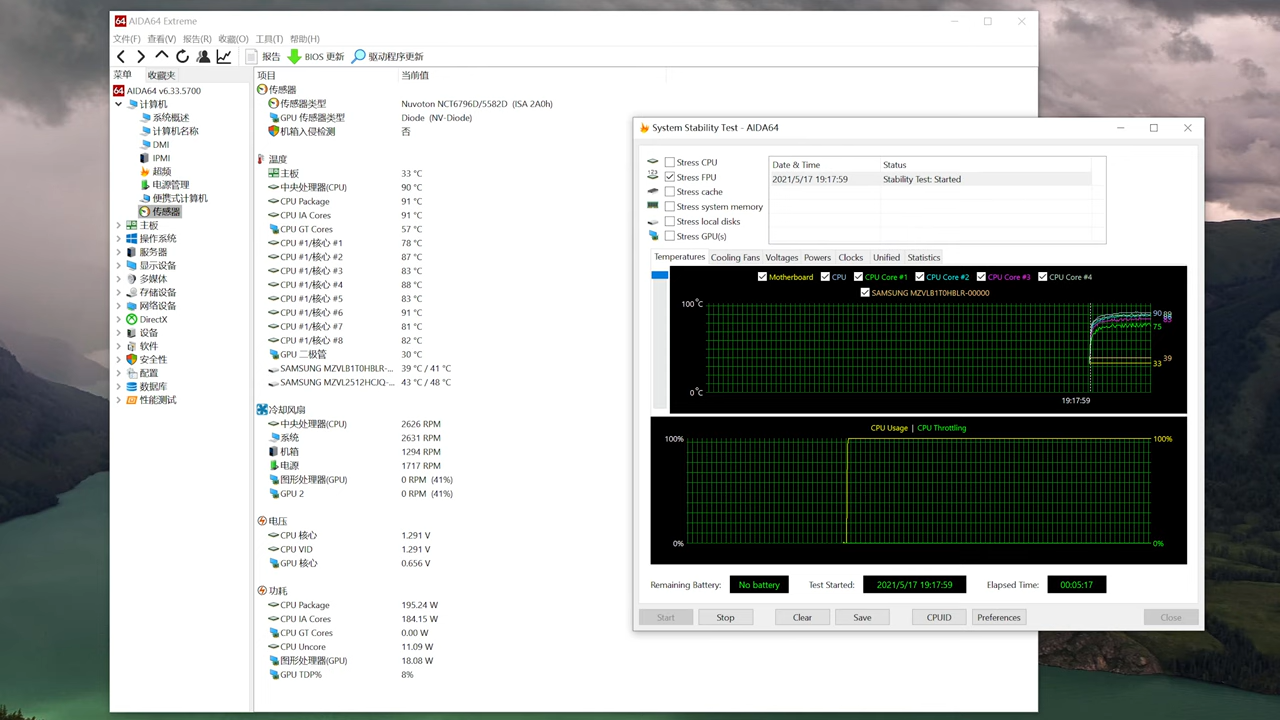 64 AIDA64 Extreme
文件(F) 查看(V) 报告(R) 收藏(O) 工具(T) 帮助(H)
报告 BIOS 更新 驱动程序更新
菜单 收藏夹
64 AIDA64 v6.33.5700
计算机
系统概述
计算机名称
DMI
IPMI
超频
电源管理
便携式计算机
传感器
主板
操作系统
服务器
显示设备
多媒体
存储设备
网络设备
DirectX
设备
软件
安全性
配置
数据库
性能测试
项目 当前值
传感器
传感器类型 Nuvoton NCT6796D/5582D (ISA 2A0h)
GPU 传感器类型 Diode (NV-Diode)
机箱入侵检测 否
温度
主板 33 °C
中央处理器(CPU) 90 °C
CPU Package 91 °C
CPU IA Cores 91 °C
CPU GT Cores 57 °C
CPU #1/核心 #1 78 °C
CPU #1/核心 #2 87 °C
CPU #1/核心 #3 83 °C
CPU #1/核心 #4 88 °C
CPU #1/核心 #5 83 °C
CPU #1/核心 #6 91 °C
CPU #1/核心 #7 81 °C
CPU #1/核心 #8 82 °C
GPU 二极管 30 °C
SAMSUNG MZVLB1T0HBLR-... 39 °C / 41 °C
SAMSUNG MZVL2512HCJQ-... 43 °C / 48 °C
冷却风扇
中央处理器(CPU) 2626 RPM
系统 2631 RPM
机箱 1294 RPM
电源 1717 RPM
图形处理器(GPU) 0 RPM (41%)
GPU 2 0 RPM (41%)
电压
CPU 核心 1.291 V
CPU VID 1.291 V
GPU 核心 0.656 V
功耗
CPU Package 195.24 W
CPU IA Cores 184.15 W
CPU GT Cores 0.00 W
CPU Uncore 11.09 W
图形处理器(GPU) 18.08 W
GPU TDP% 8%
System Stability Test - AIDA64
Stress CPU
Stress FPU
Stress cache
Stress system memory
Stress local disks
Stress GPU(s)
Date & Time Status
2021/5/17 19:17:59 Stability Test: Started
Temperatures Cooling Fans Voltages Powers Clocks Unified Statistics
Motherboard CPU CPU Core #1 CPU Core #2 CPU Core #3 CPU Core #4
SAMSUNG MZVLB1T0HBLR-00000
100 °C
90
75
39
33
0 °C
19:17:59
CPU Usage | CPU Throttling
100% 100%
0% 0%
Remaining Battery: No battery Test Started: 2021/5/17 19:17:59 Elapsed Time: 00:05:17
Start Stop Clear Save CPUID Preferences Close